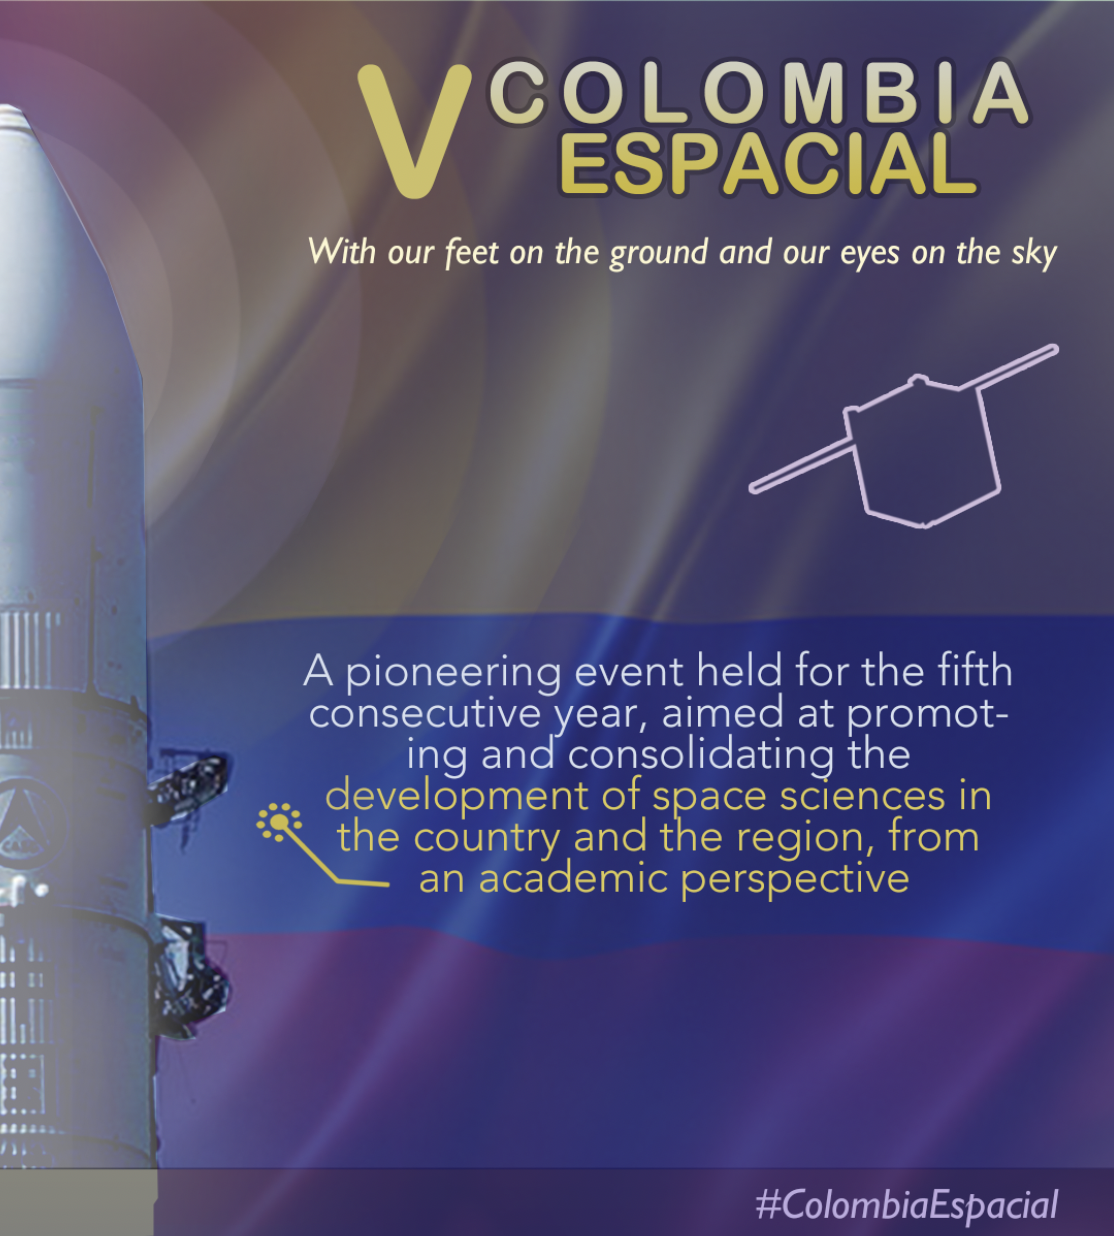 V COLOMBIA
ESPACIAL
With our feet on the ground and our eyes on the sky
A pioneering event held for the fifth
consecutive year, aimed at promot-
ing and consolidating the
development of space sciences in
the country and the region, from
an academic perspective
#ColombiaEspacial